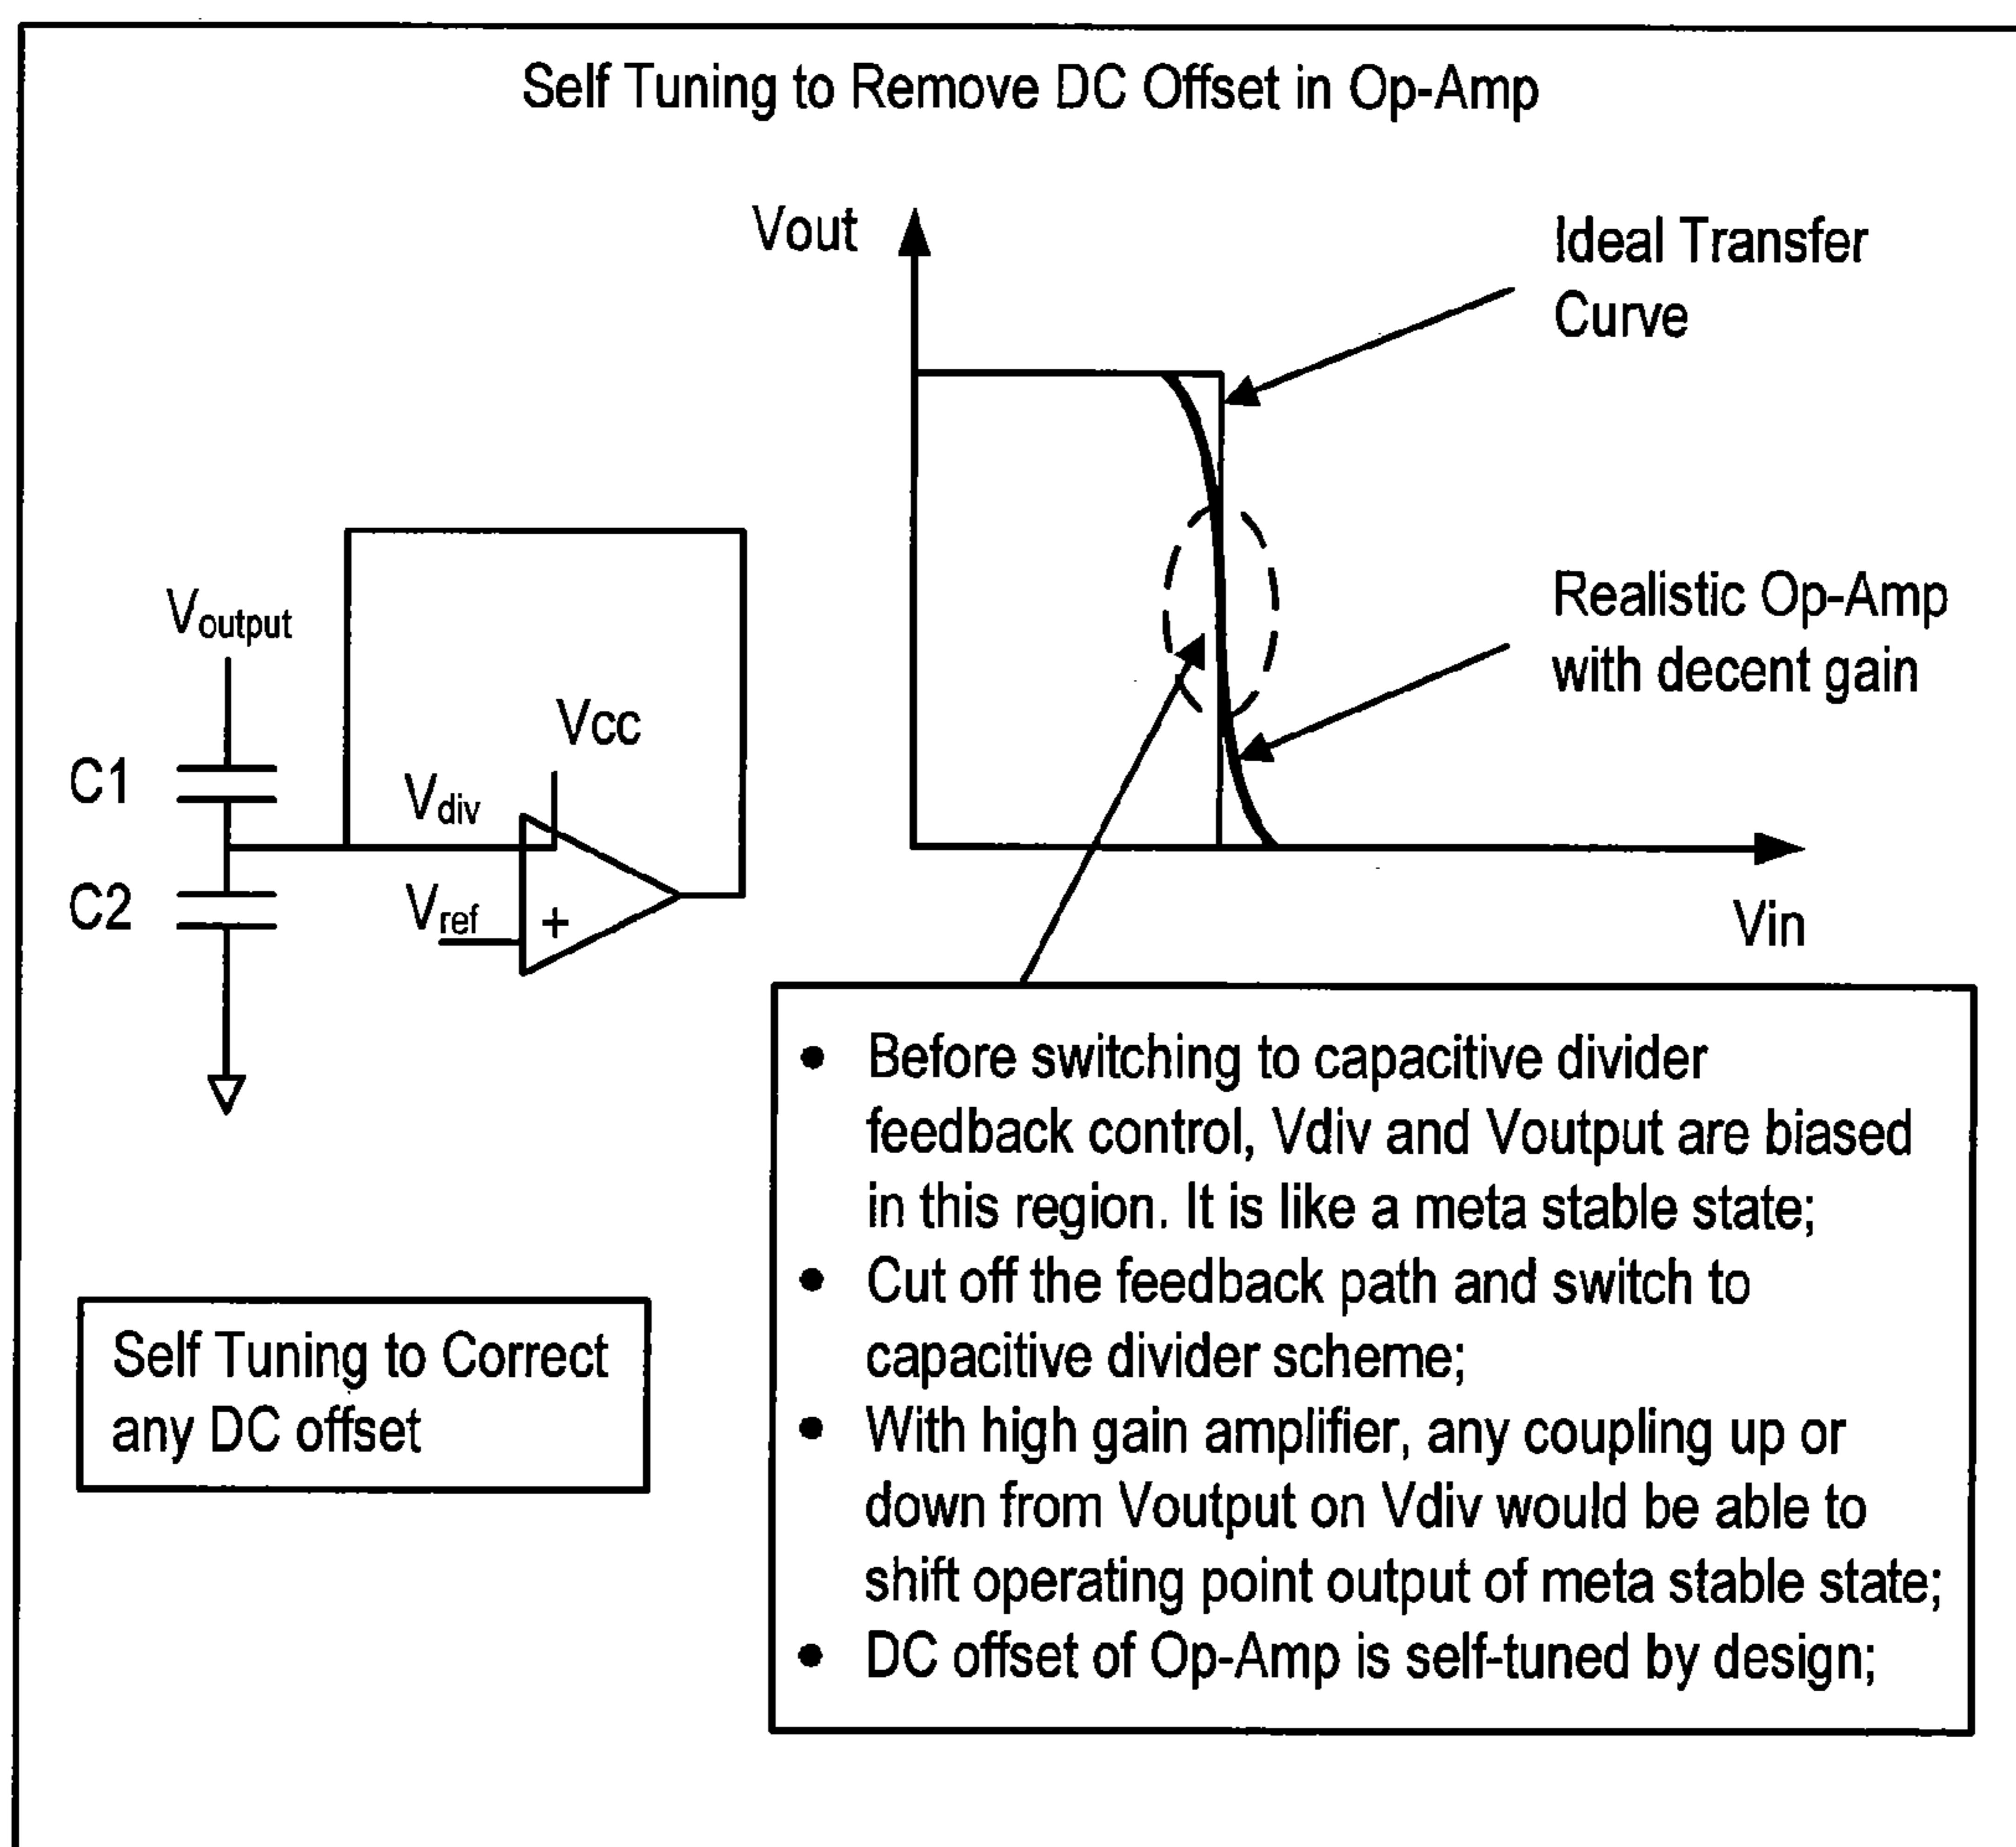 Self Tuning to Remove DC Offset in Op-Amp
Vout
Ideal Transfer
Curve
Realistic Op-Amp
with decent gain
Vin
Voutput
Vcc
C1
Vdiv
C2
Vref
+
• Before switching to capacitive divider
feedback control, Vdiv and Voutput are biased
in this region. It is like a meta stable state;
• Cut off the feedback path and switch to
capacitive divider scheme;
• With high gain amplifier, any coupling up or
down from Voutput on Vdiv would be able to
shift operating point output of meta stable state;
• DC offset of Op-Amp is self-tuned by design;
Self Tuning to Correct
any DC offset